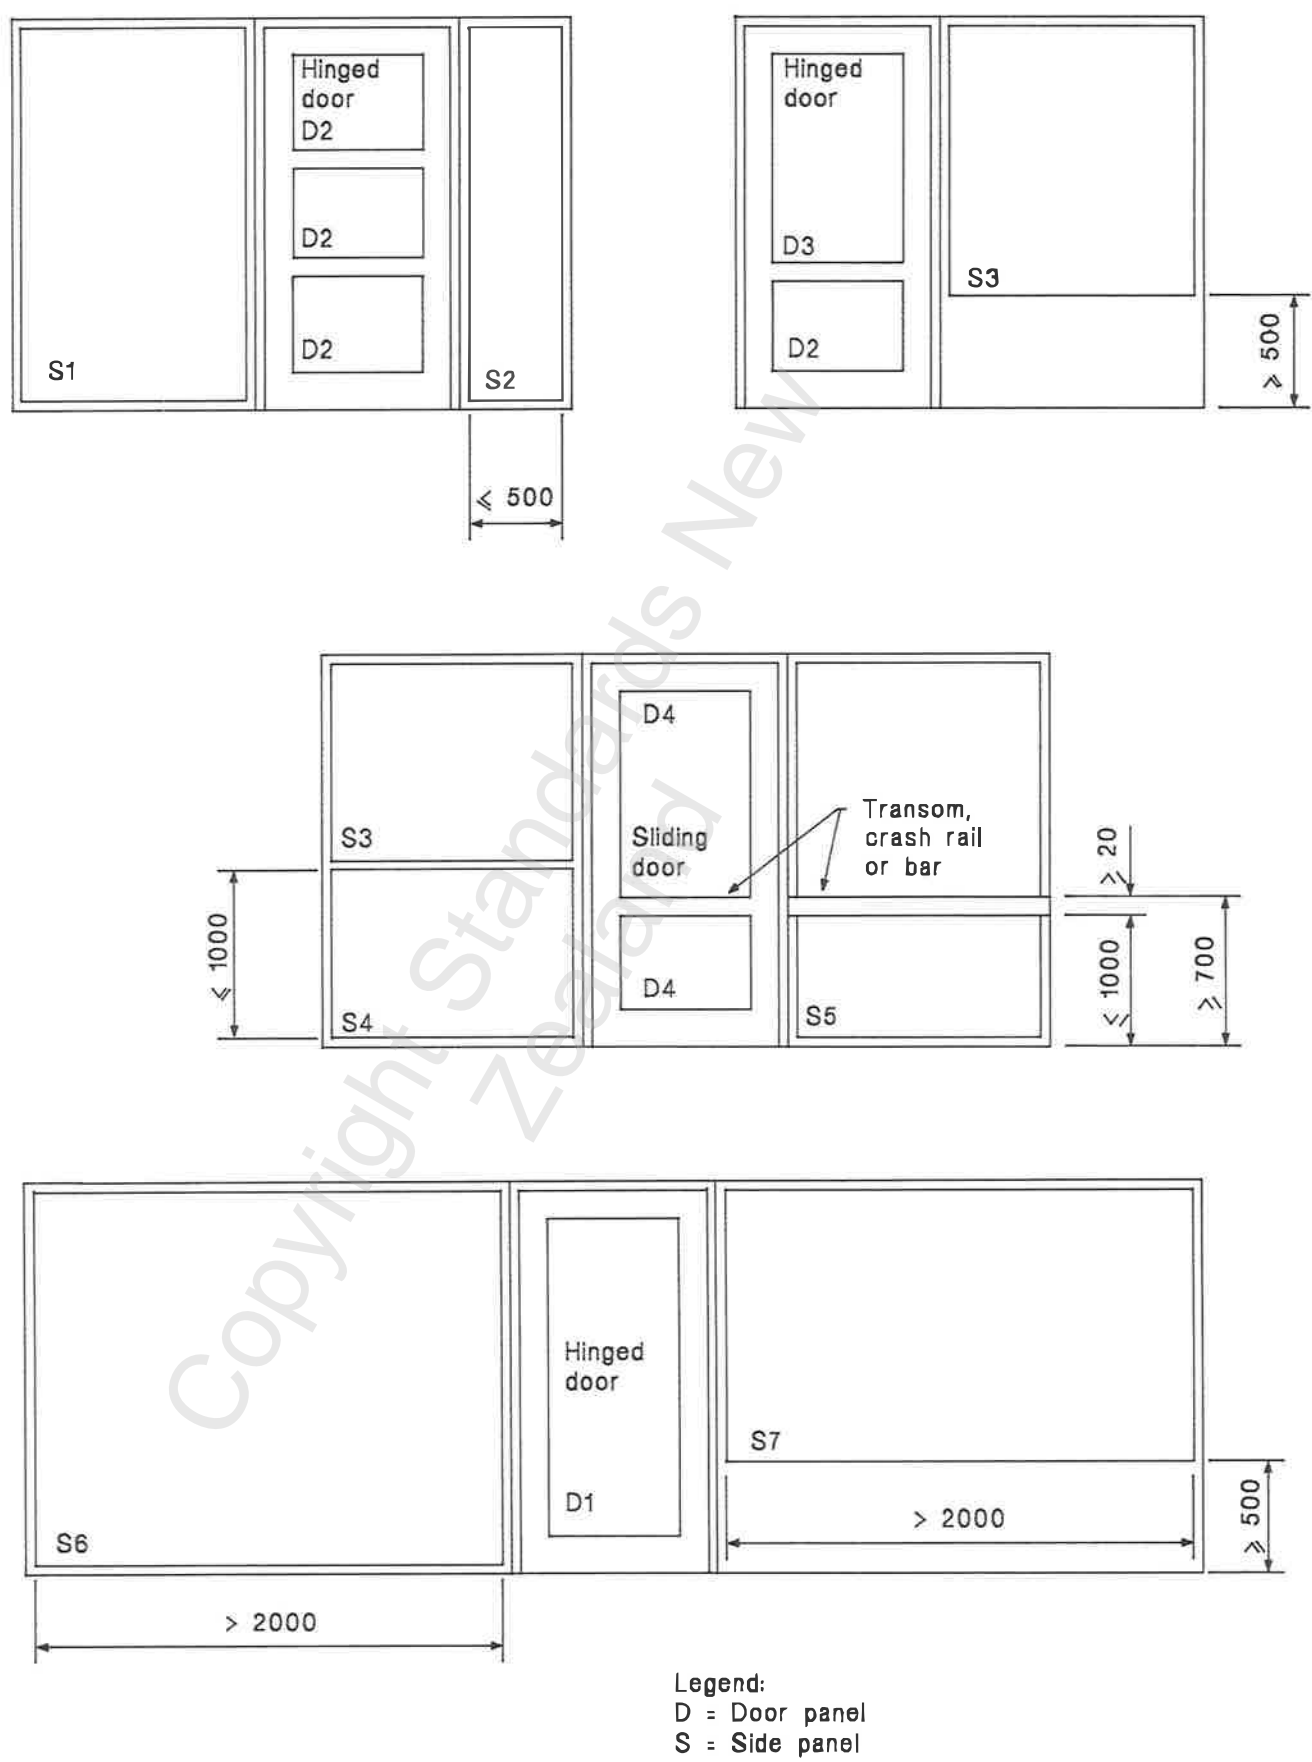 Hinged
door
D2
D2
D2
S1
S2
⩽ 500
Hinged
door
D3
D2
S3
⩾ 500
D4
Sliding
door
D4
S3
S4
⩽ 1000
Transom,
crash rail
or bar
S5
⩾ 20
⩽ 1000
⩾ 700
Hinged
door
D1
S6
> 2000
S7
> 2000
⩾ 500
Legend:
D = Door panel
S = Side panel
Copyright Standards New
Zealand